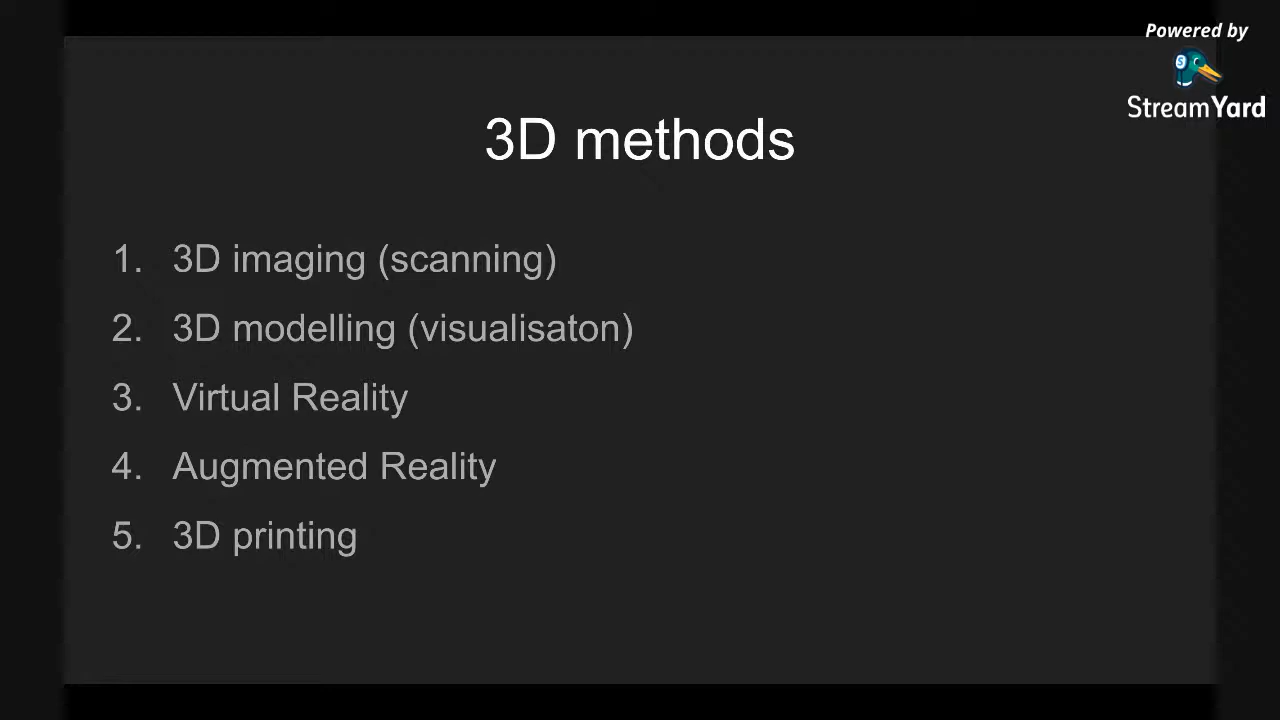 Powered by
StreamYard
3D methods
1. 3D imaging (scanning)
2. 3D modelling (visualisaton)
3. Virtual Reality
4. Augmented Reality
5. 3D printing